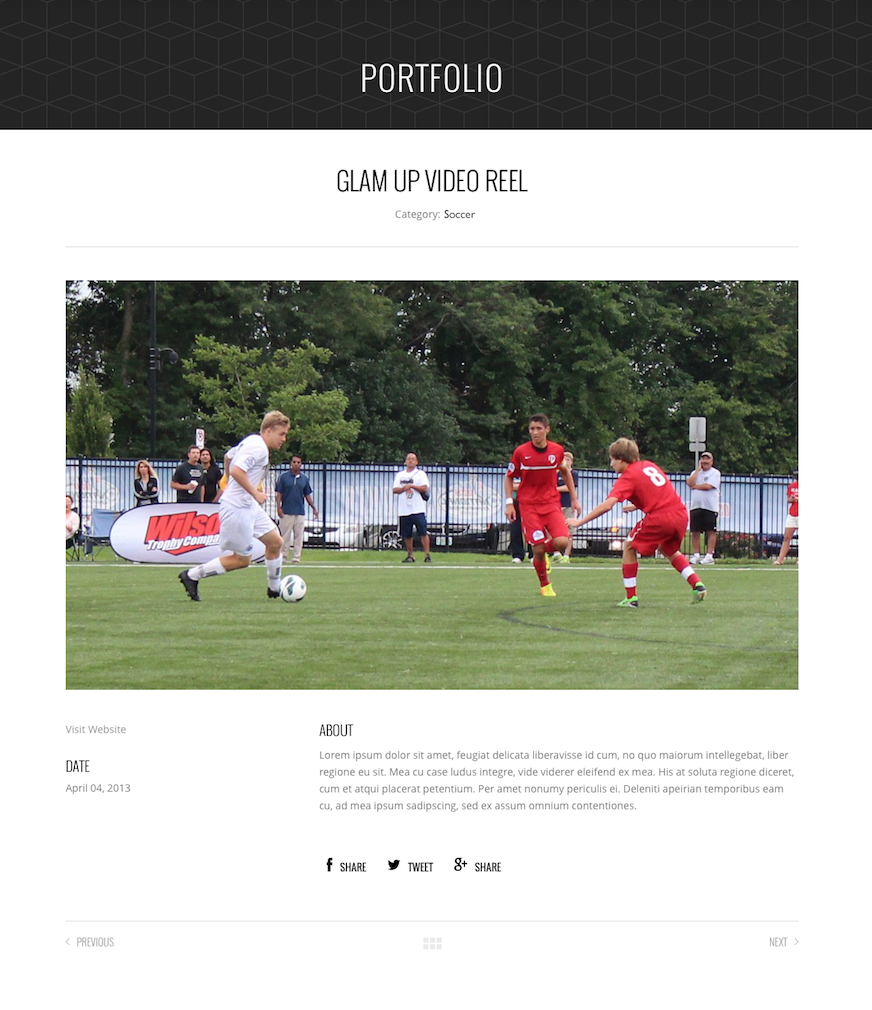 PORTFOLIO
GLAM UP VIDEO REEL
Category: Soccer
Trophy
8
Visit Website
DATE
April 04, 2013
ABOUT
Lorem ipsum dolor sit amet, feugiat delicata liberavisse id cum, no quo maiorum intellegebat, liber
regione eu sit. Mea cu case ludus integre, vide viderer eleifend ex mea. His at soluta regione diceret,
cum et atqui placerat petentium. Per amet nonumy periculis ei. Deleniti apeirian temporibus eam
cu, ad mea ipsum sadipscing, sed ex assum omnium contentiones.
SHARE
TWEET
SHARE
PREVIOUS
NEXT